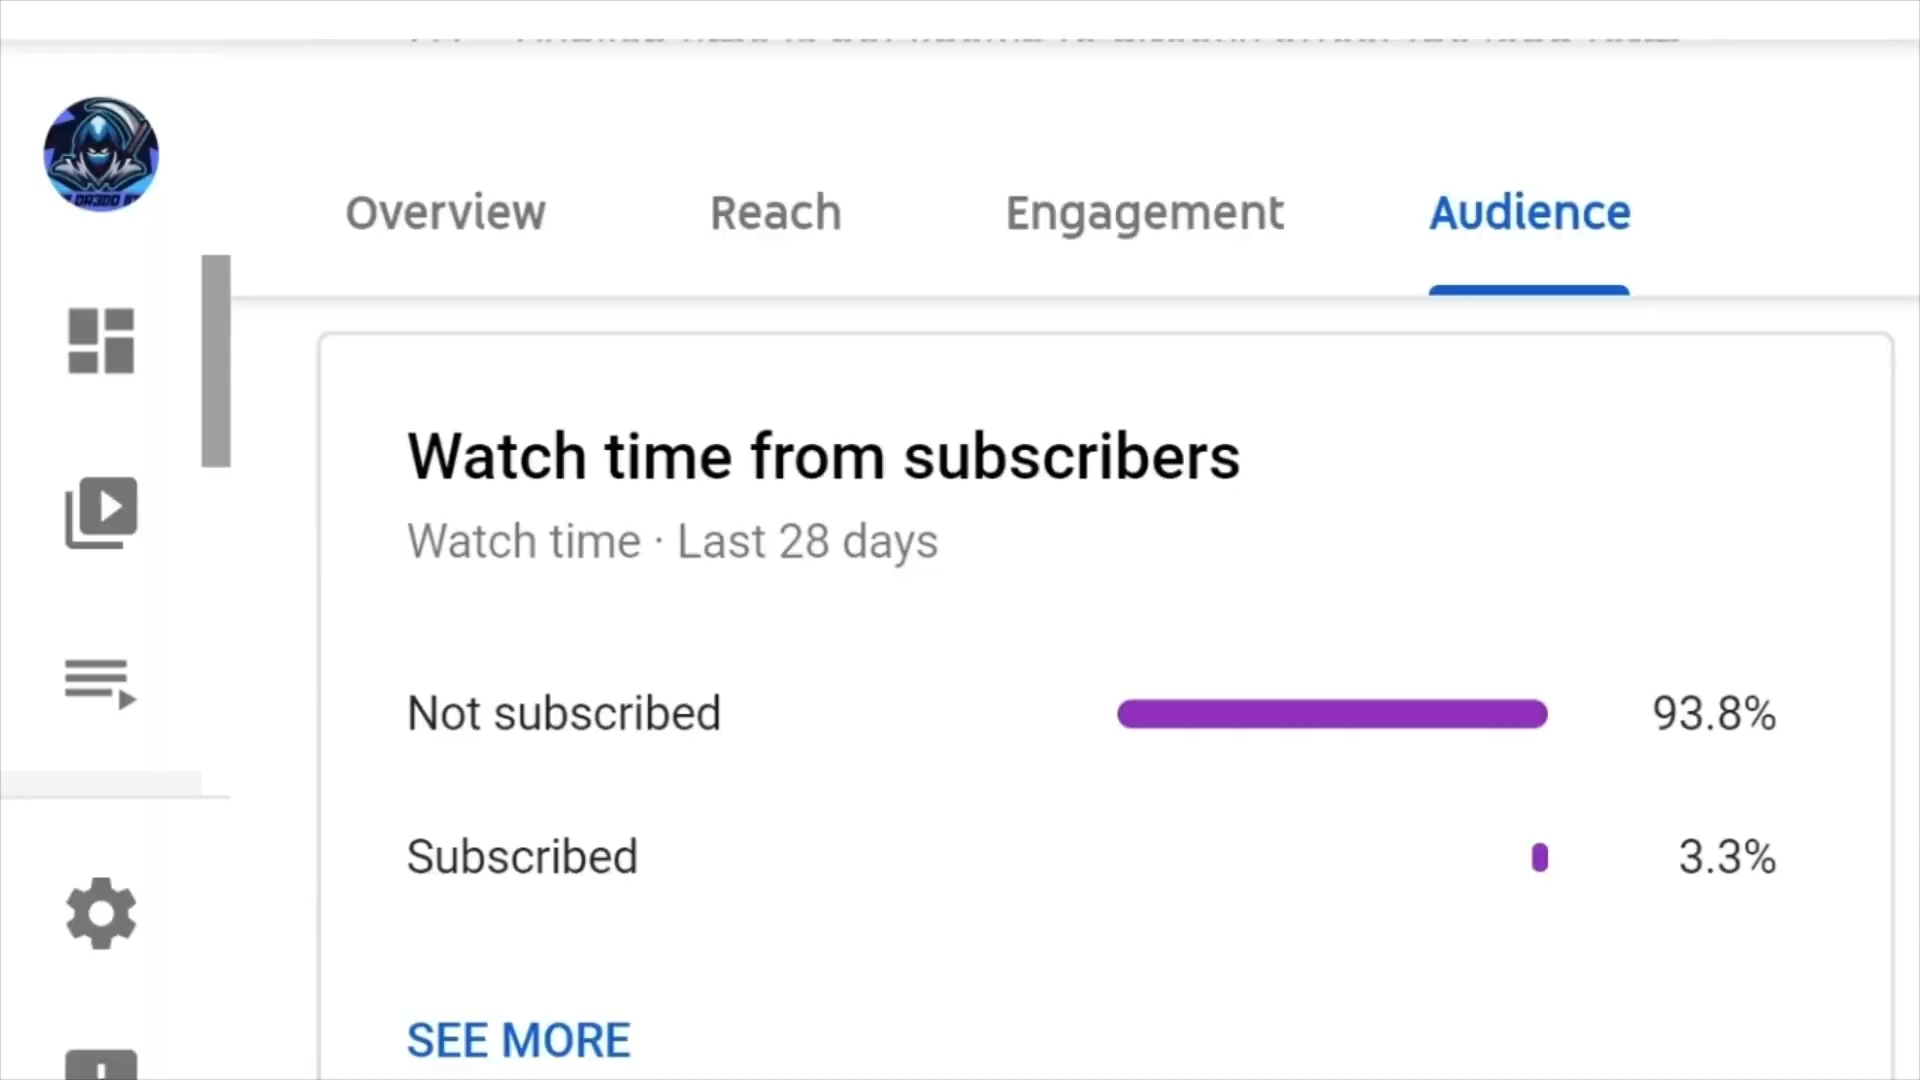 Overview Reach Engagement Audience
Watch time from subscribers
Watch time · Last 28 days
Not subscribed 93.8%
Subscribed 3.3%
SEE MORE